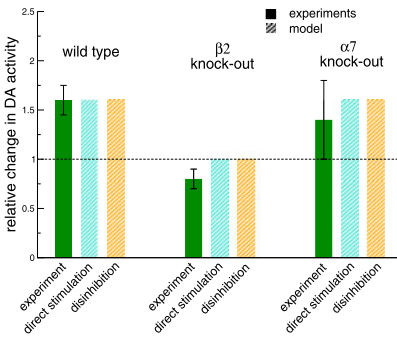 2.5
2
1.5
1
0.5
0
relative change in DA activity
experiments
model
wild type
β2
knock-out
α7
knock-out
experiment
direct stimulation
disinhibition
experiment
direct stimulation
disinhibition
experiment
direct stimulation
disinhibition